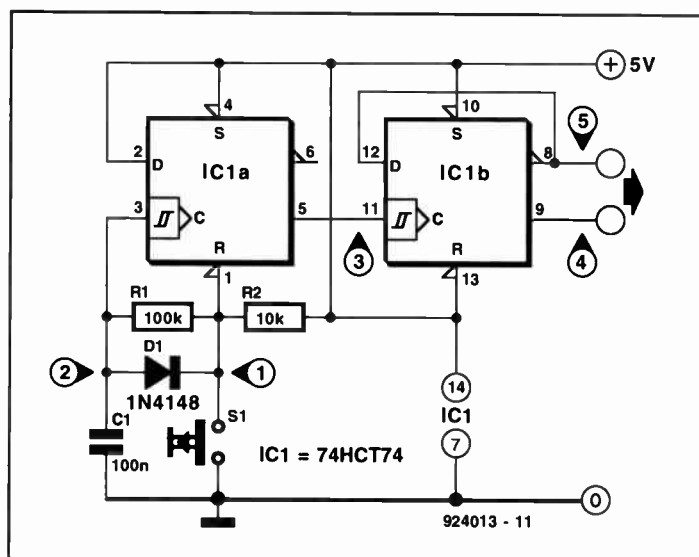 + 5V
4
10
S
S
5
2
D
IC1a
6
12
D
IC1b
8
3
C
5
11
C
9
R
3
R
4
1
13
R1
R2
100k
10k
D1
14
2
1
1N4148
IC1
C1
S1
7
100n
IC1 = 74HCT74
0
924013 - 11